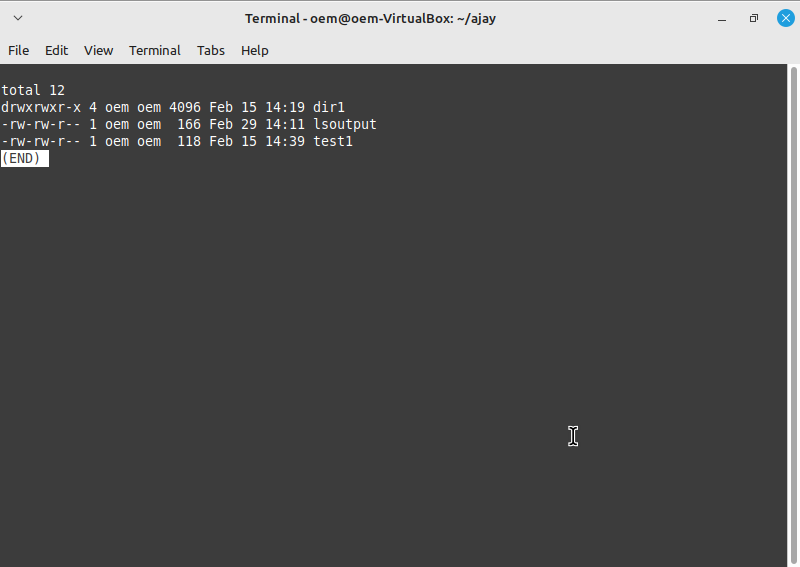 Terminal - oem@oem-VirtualBox: ~/ajay
File Edit View Terminal Tabs Help
total 12
drwxrwxr-x 4 oem oem 4096 Feb 15 14:19 dir1
-rw-rw-r-- 1 oem oem  166 Feb 29 14:11 lsoutput
-rw-rw-r-- 1 oem oem  118 Feb 15 14:39 test1
(END)